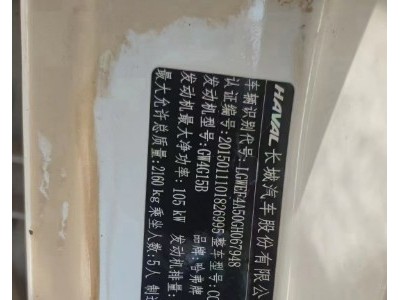 HAVAL 长城汽车股份有限公
车辆识别代号:LGWEF4A50GH067948
认证编号:2015011101826995 整车型号:CC
发动机型号:GW4G15B 品牌:哈弗牌
发动机最大净功率:105 kW 发动机排量:
最大允许总质量:2160 kg 乘坐人数:5人 制造